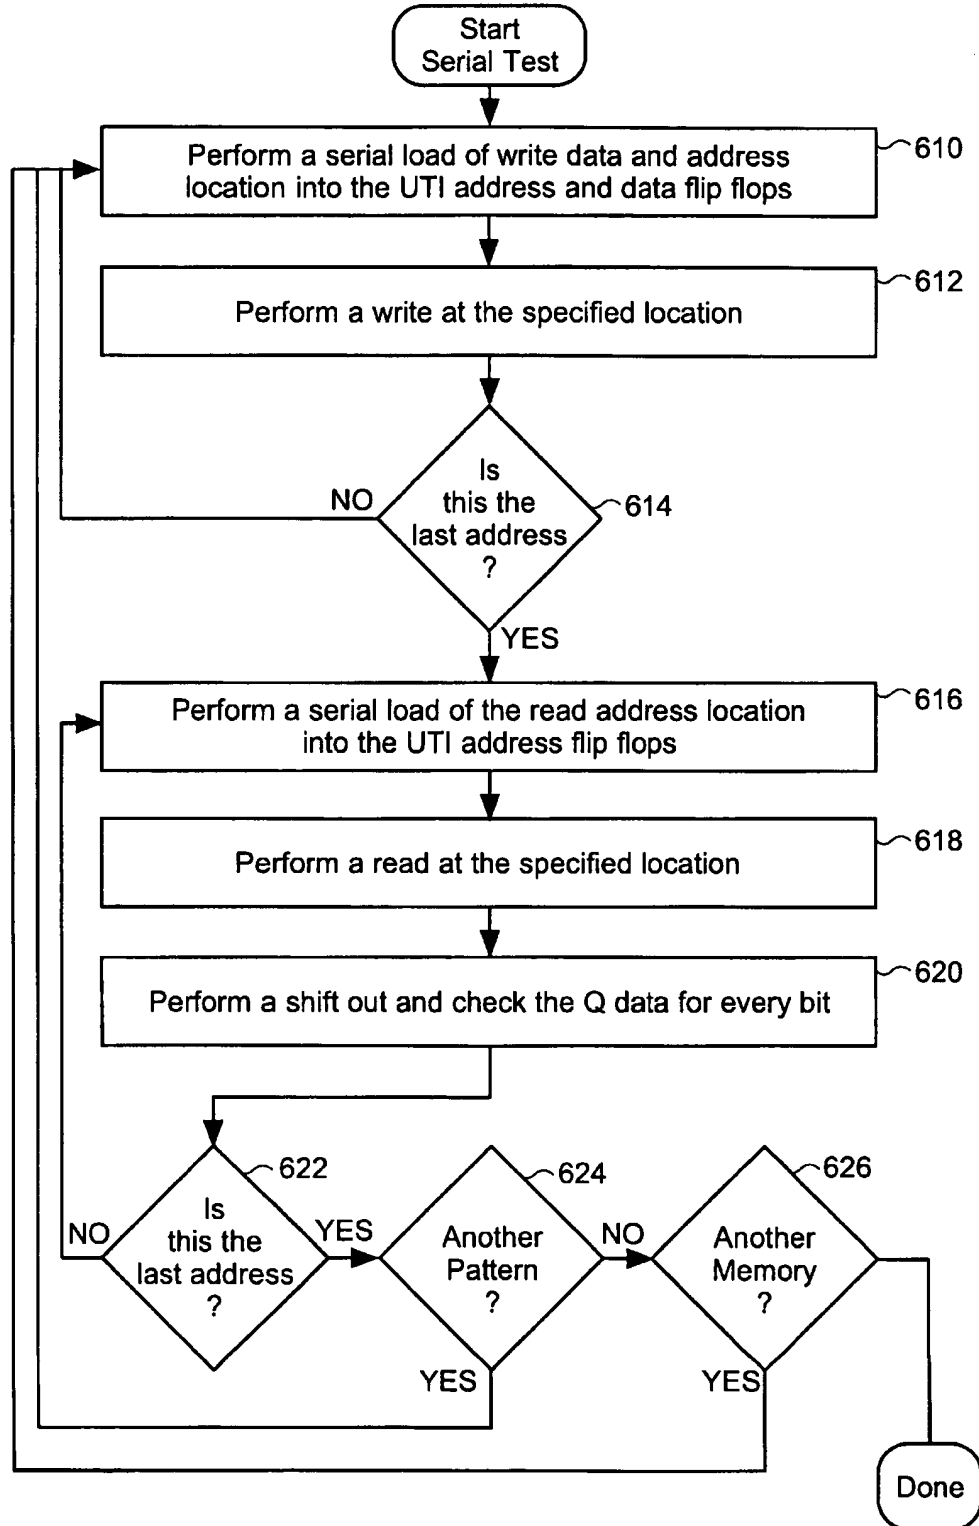 Start
Serial Test
Perform a serial load of write data and address
location into the UTI address and data flip flops
610
Perform a write at the specified location
612
Is
this the
last address
?
614
NO
YES
Perform a serial load of the read address location
into the UTI address flip flops
616
Perform a read at the specified location
618
Perform a shift out and check the Q data for every bit
620
Is
this the
last address
?
622
NO
YES
Another
Pattern
?
624
NO
YES
Another
Memory
?
626
YES
Done